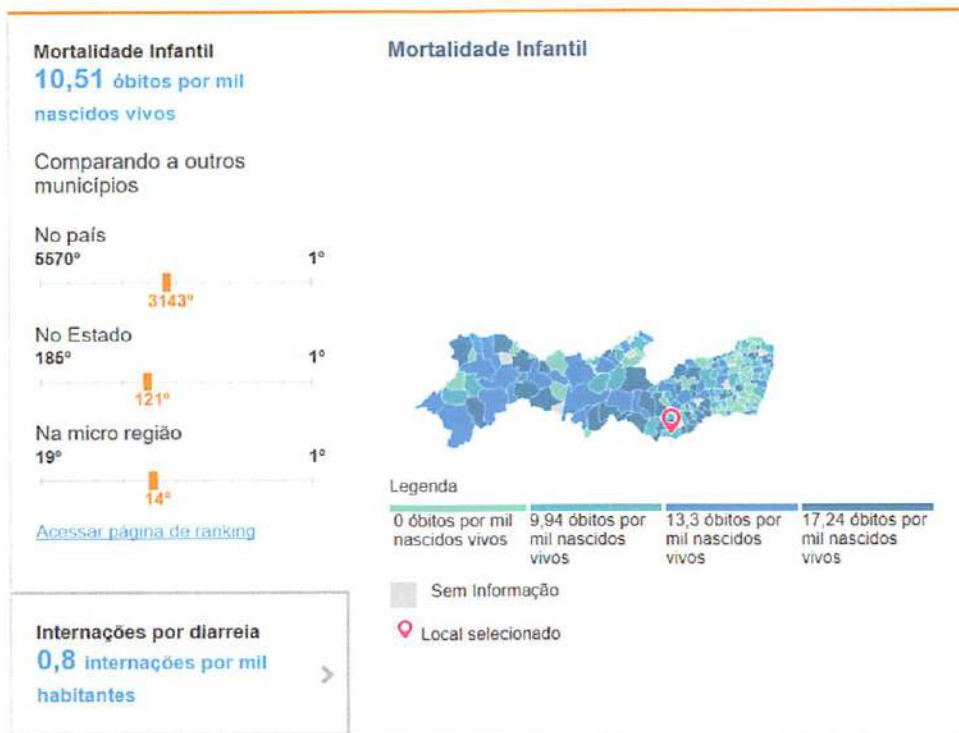 Mortalidade Infantil
10,51 óbitos por mil
nascidos vivos
Comparando a outros
municípios
No país
5570º 1º
3143º
No Estado
185º 1º
121º
Na micro região
19º 1º
14º
Acessar página de ranking
Internações por diarreia
0,8 internações por mil
habitantes
Mortalidade Infantil
Legenda
0 óbitos por mil
nascidos vivos
9,94 óbitos por
mil nascidos
vivos
13,3 óbitos por
mil nascidos
vivos
17,24 óbitos por
mil nascidos
vivos
Sem Informação
Local selecionado